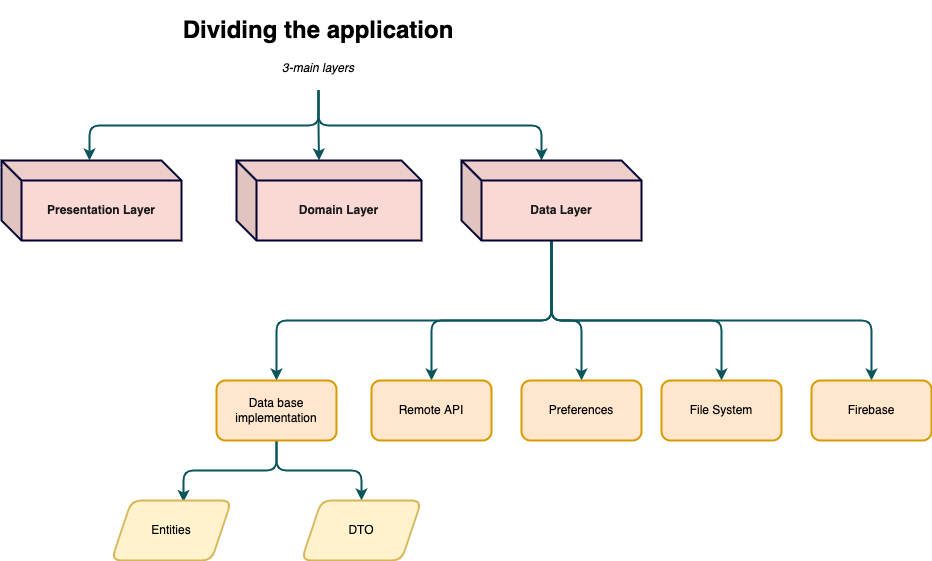 Dividing the application
3-main layers
Presentation Layer
Domain Layer
Data Layer
Data base
implementation
Remote API
Preferences
File System
Firebase
Entities
DTO